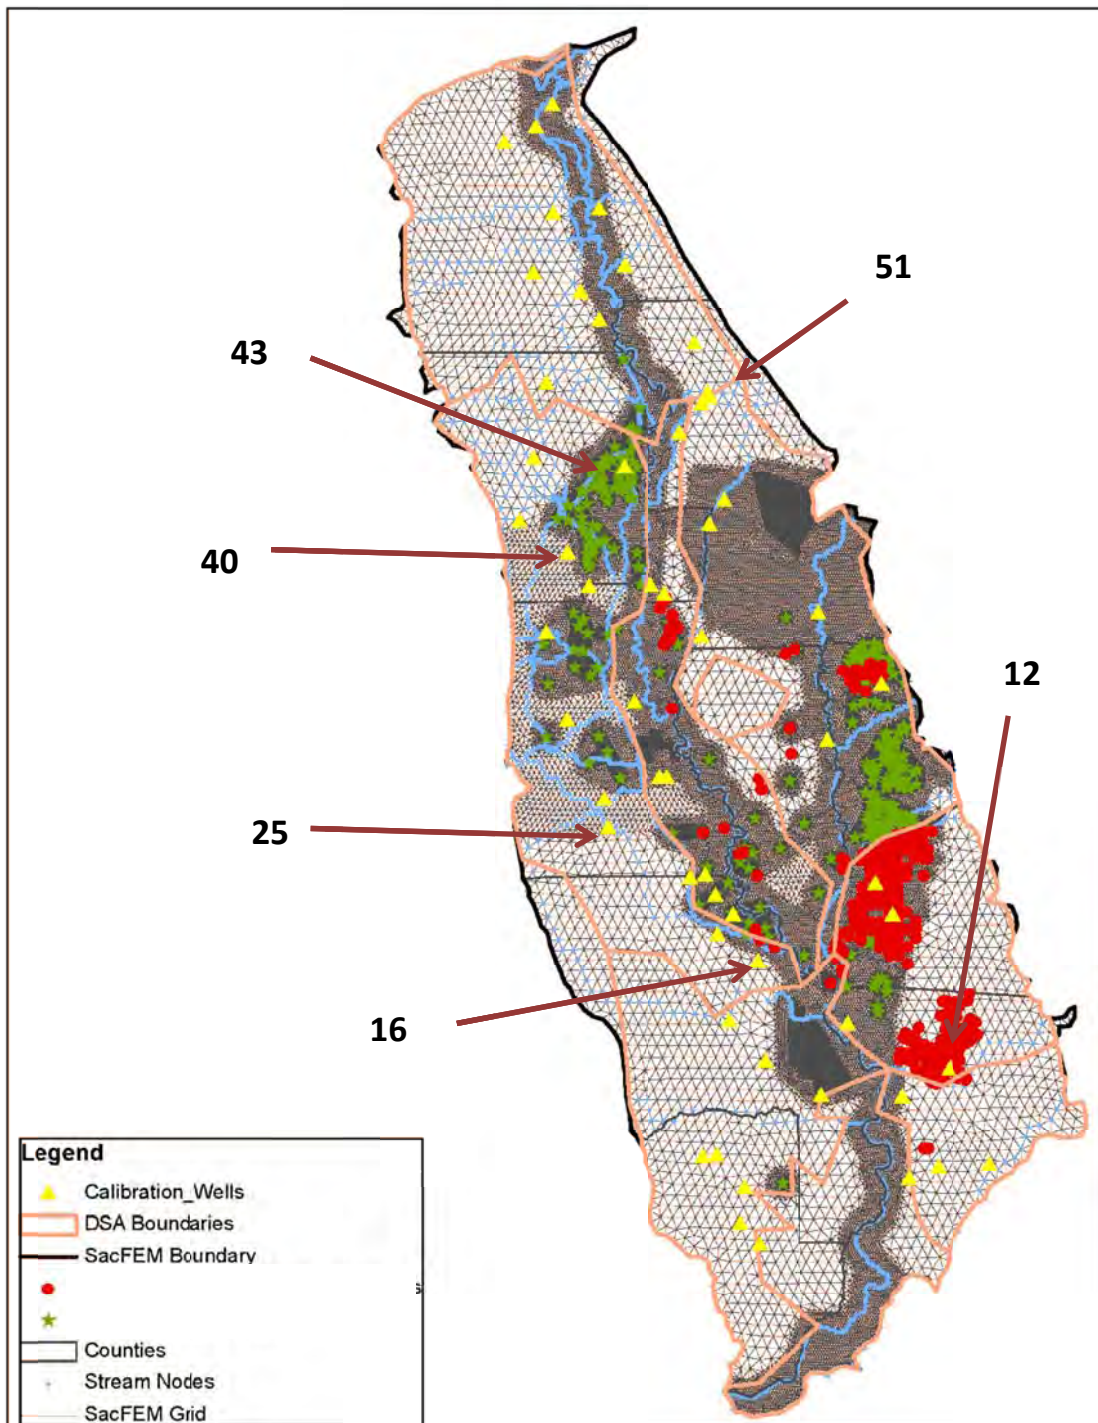 51
43
40
12
25
16
Legend
Calibration_Wells
DSA Boundaries
SacFEM Boundary
s
Counties
Stream Nodes
SacFEM Grid